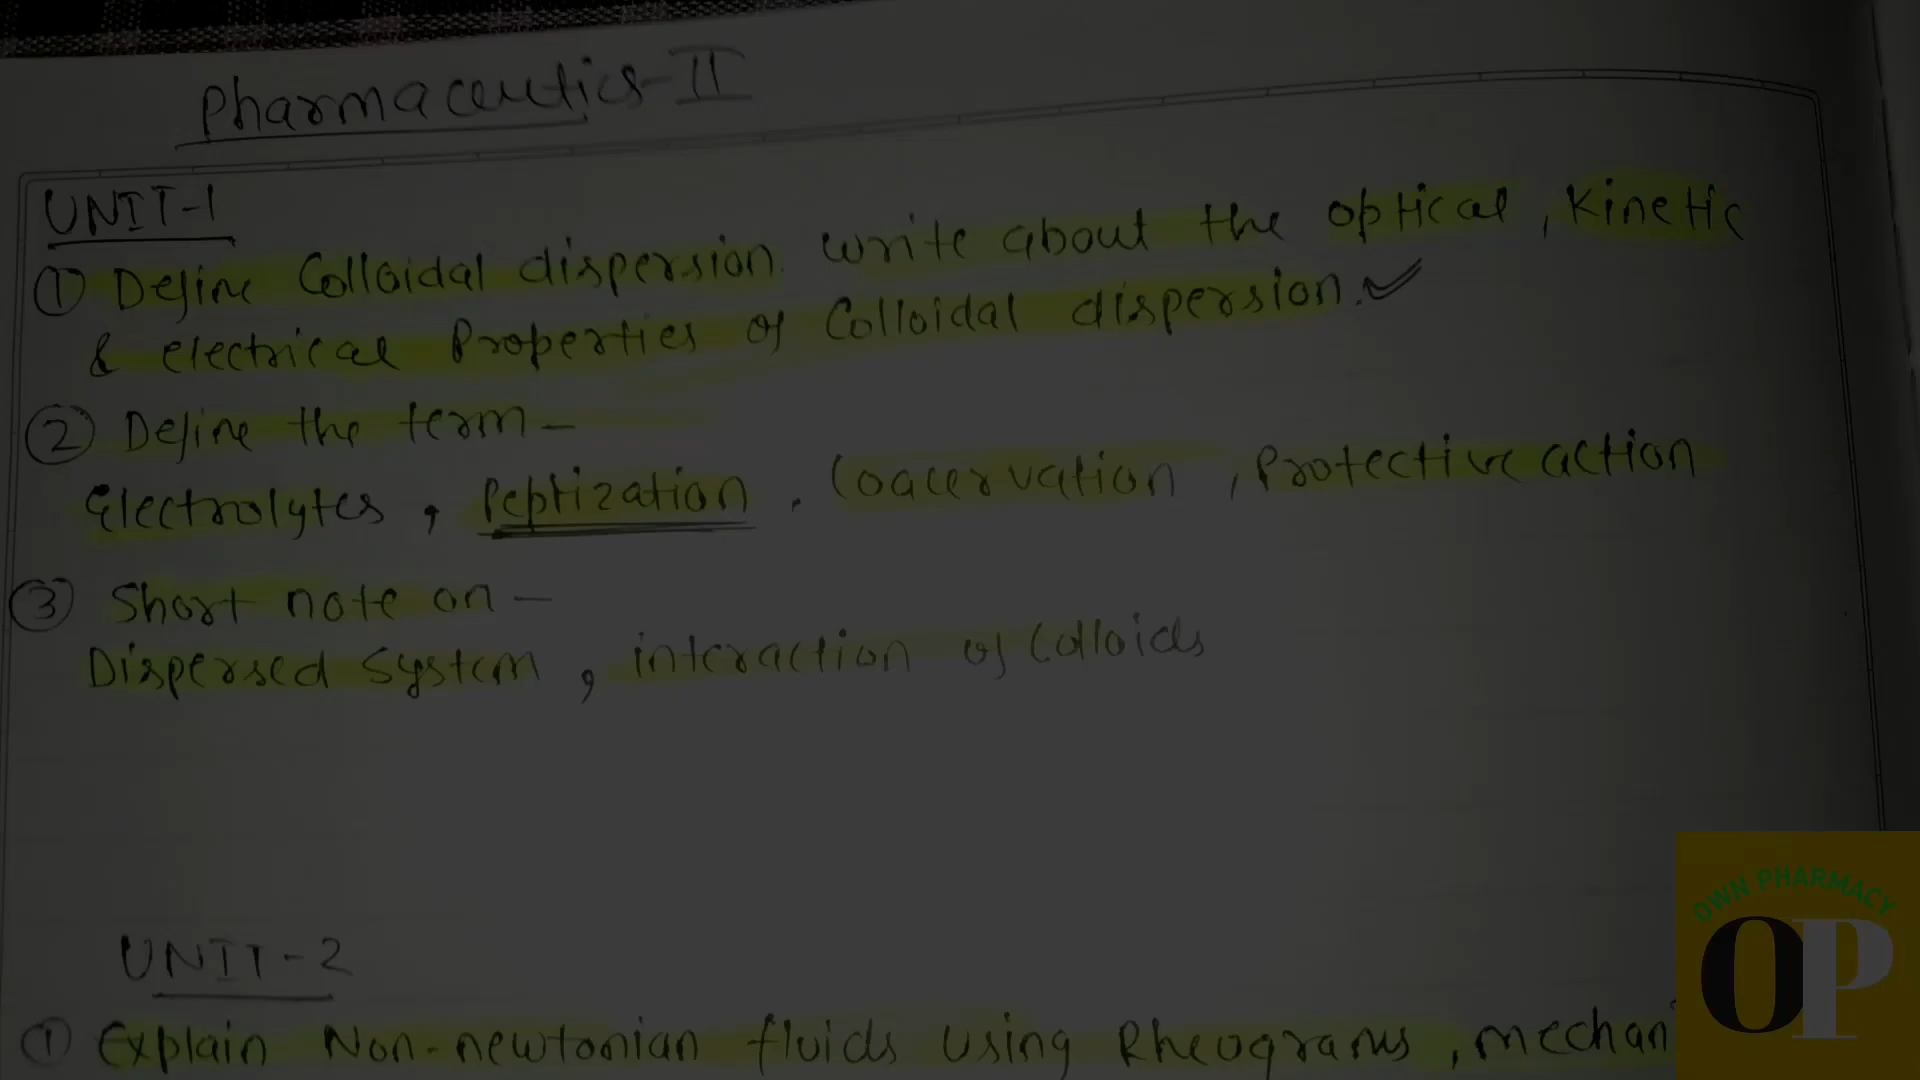 Pharmaceutics-II
UNIT-1
① Define Colloidal dispersion. write about the optical, Kinetic
& electrical Properties of Colloidal dispersion.
② Define the term -
Electrolytes, Peptization, Coacervation, Protective action
③ Short note on -
Dispersed System, interaction of Colloids
UNIT-2
① Explain Non-newtonian fluids using Rheograms, mechan
OWN PHARMACY
OP